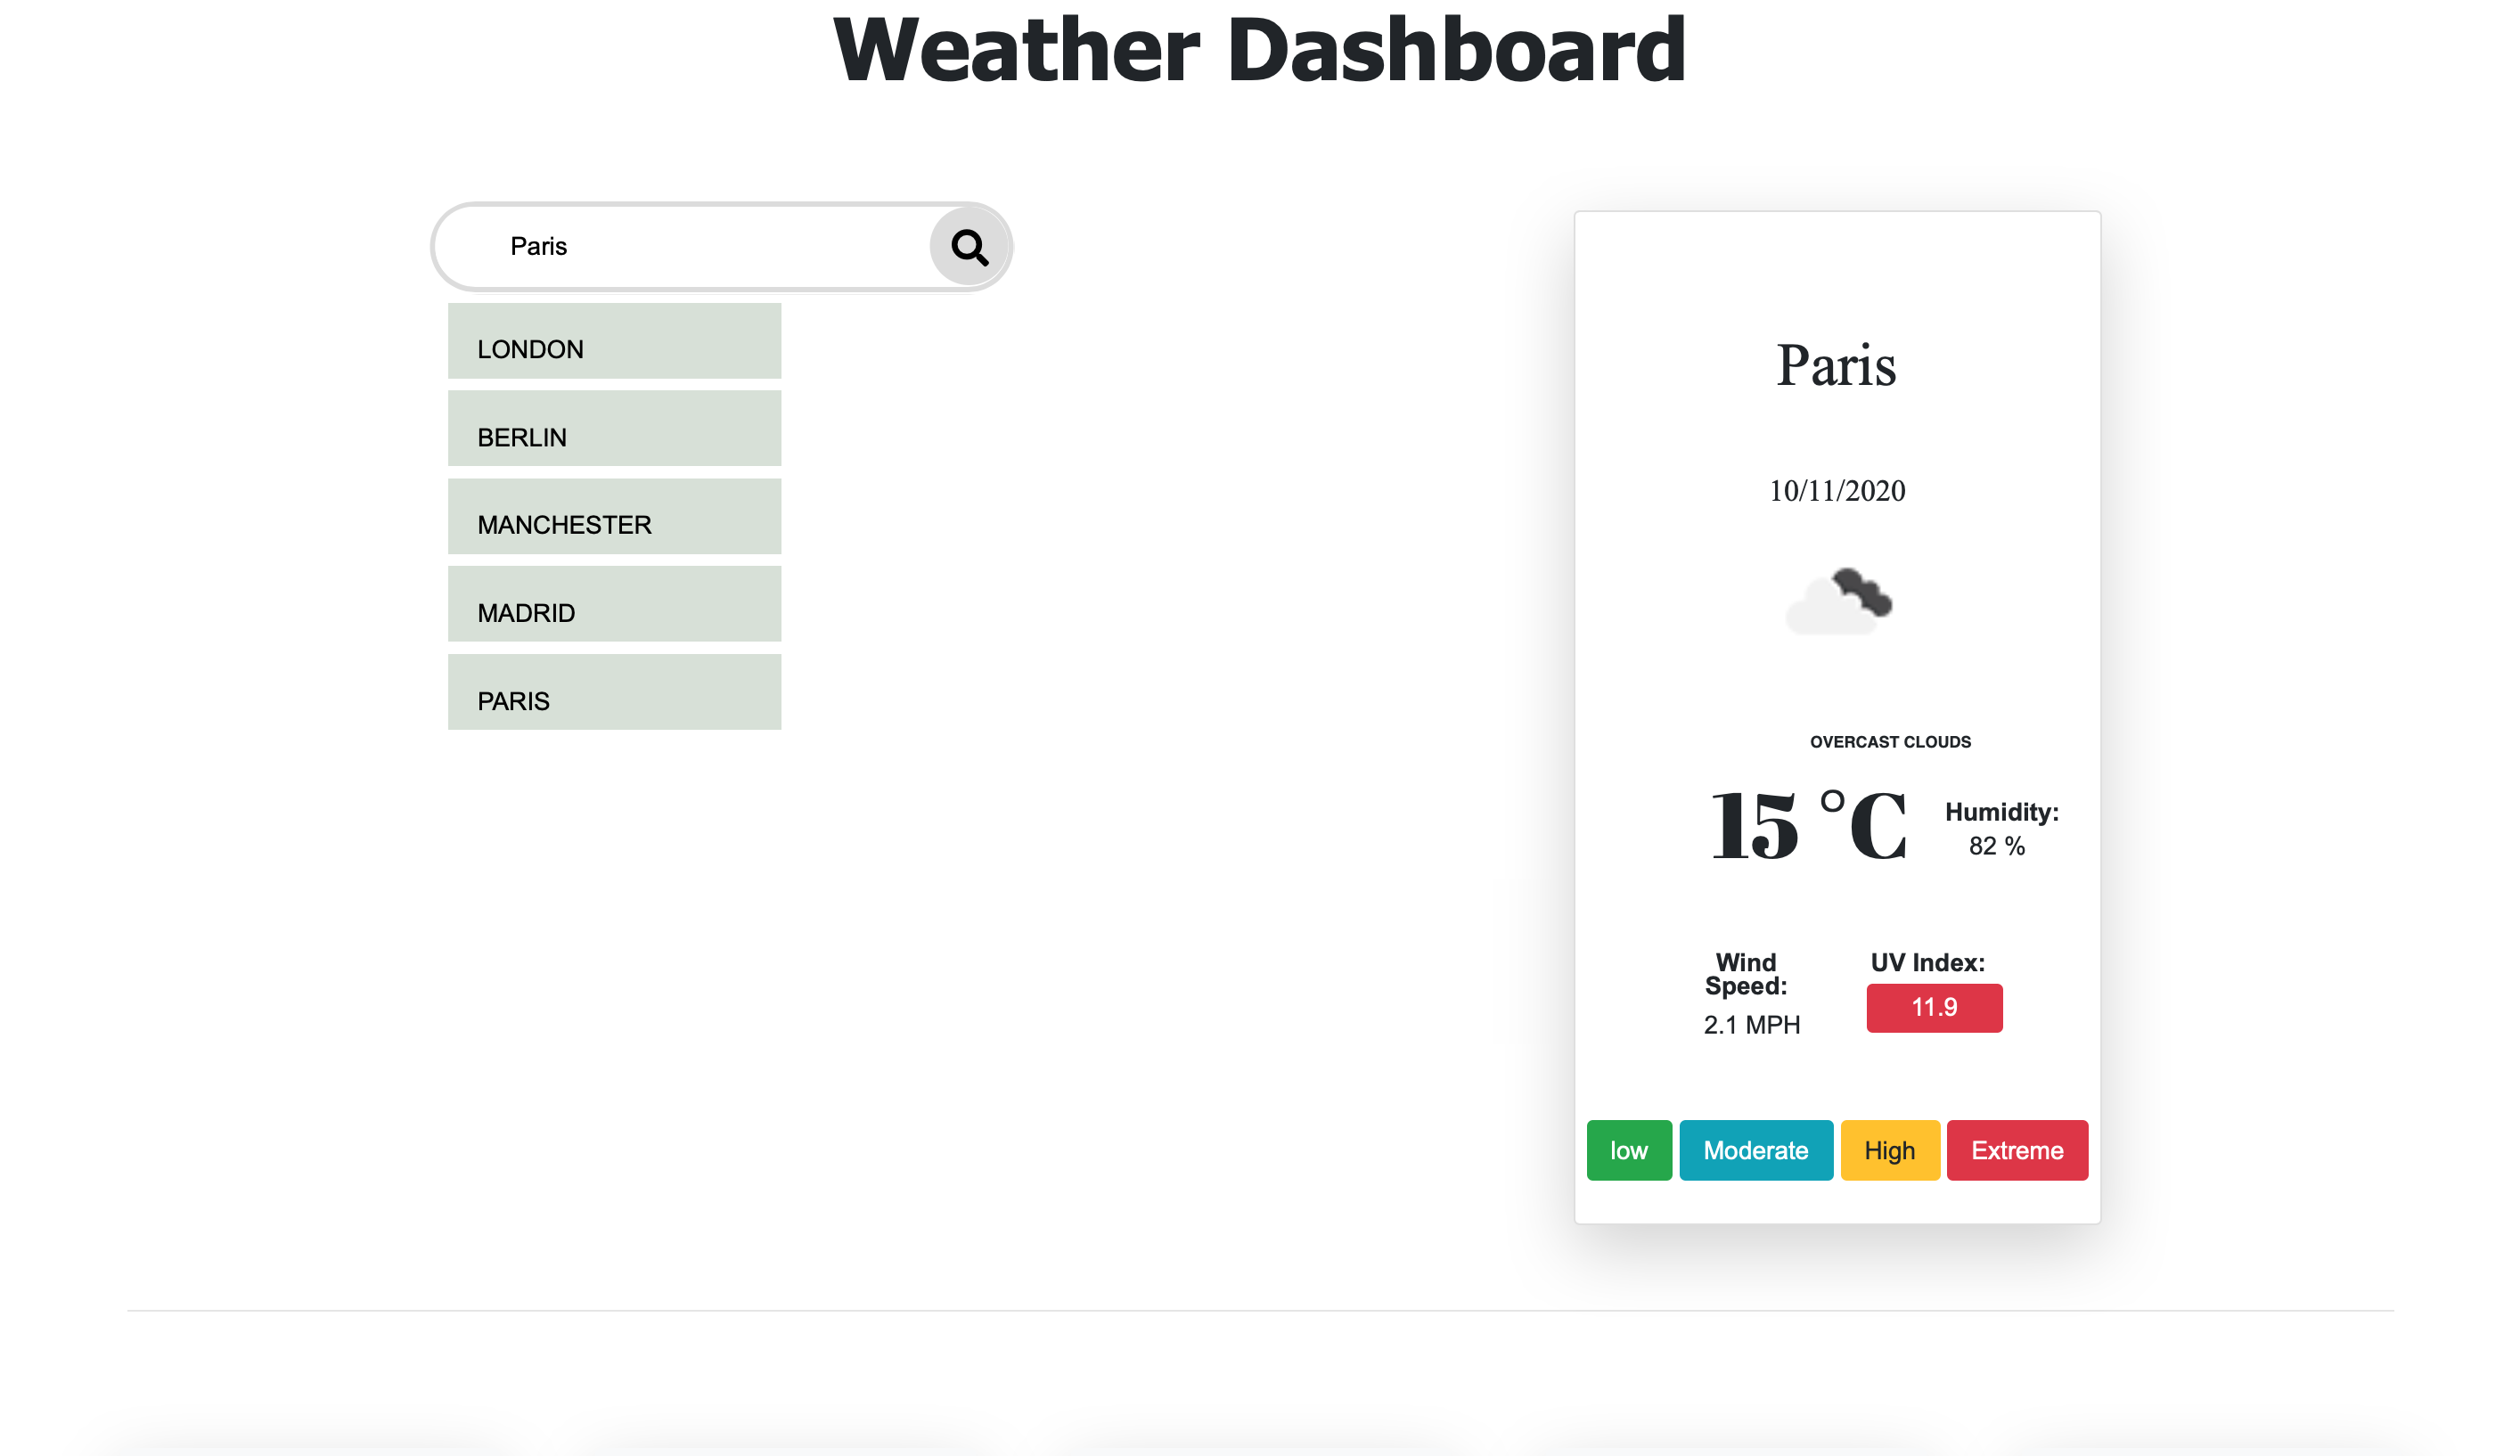 Weather Dashboard
Paris
LONDON
BERLIN
MANCHESTER
MADRID
PARIS
Paris
10/11/2020
OVERCAST CLOUDS
15 °C
Humidity:
82 %
Wind
Speed:
2.1 MPH
UV Index:
11.9
low
Moderate
High
Extreme